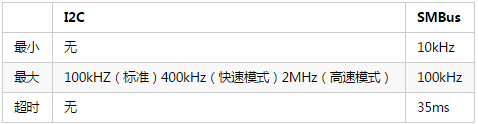 I2C SMBus
最小 无 10kHz
最大 100kHZ（标准）400kHz（快速模式）2MHz（高速模式） 100kHz
超时 无 35ms